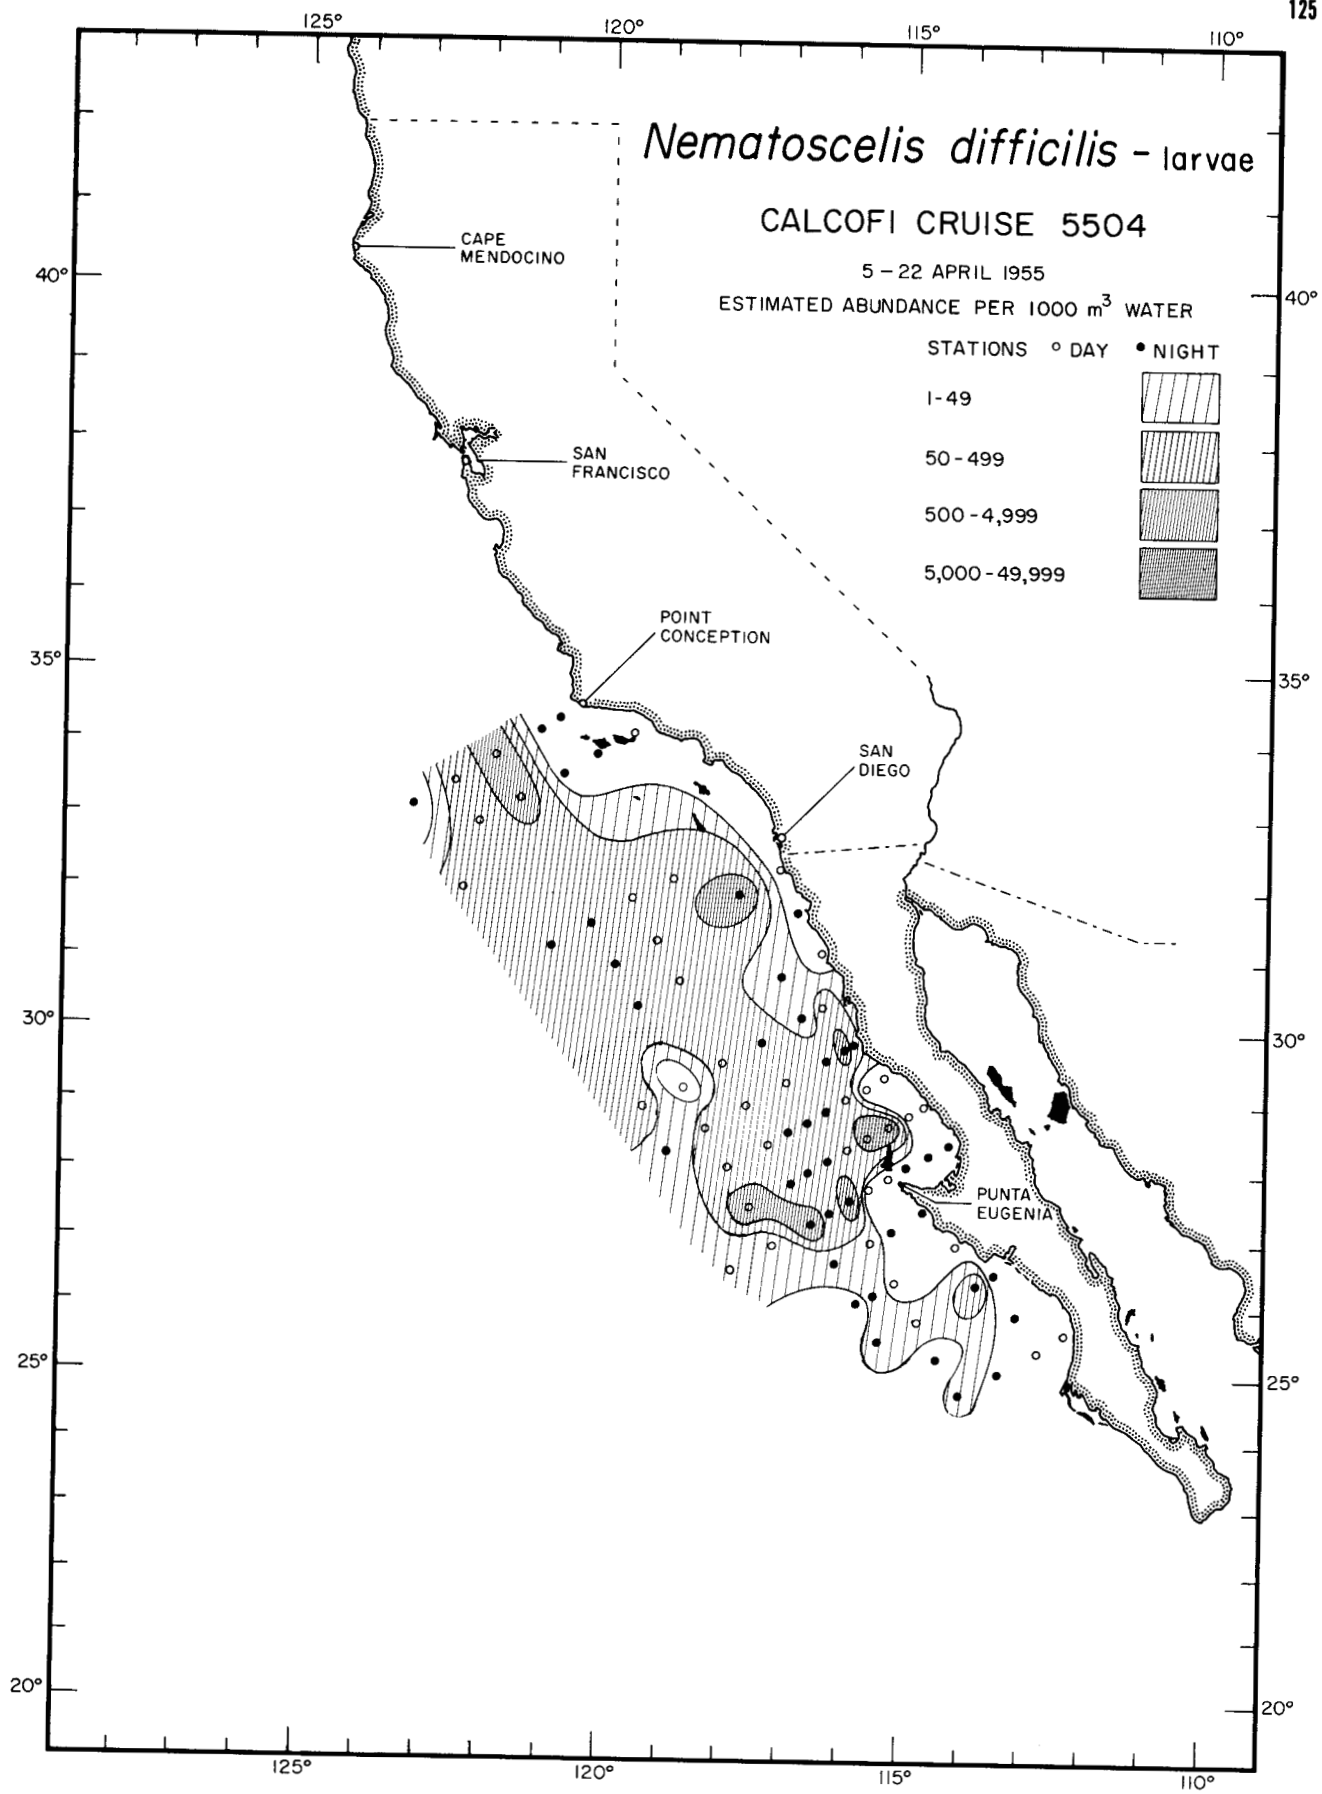 125
125° 120° 115° 110°
Nematoscelis difficilis - larvae
CALCOFI CRUISE 5504
5 - 22 APRIL 1955
ESTIMATED ABUNDANCE PER 1000 m³ WATER
STATIONS ○ DAY ● NIGHT
1-49
50-499
500-4,999
5,000-49,999
CAPE
MENDOCINO
40° 40°
SAN
FRANCISCO
POINT
CONCEPTION
35° 35°
SAN
DIEGO
30° 30°
PUNTA
EUGENIA
25° 25°
20° 20°
125° 120° 115° 110°